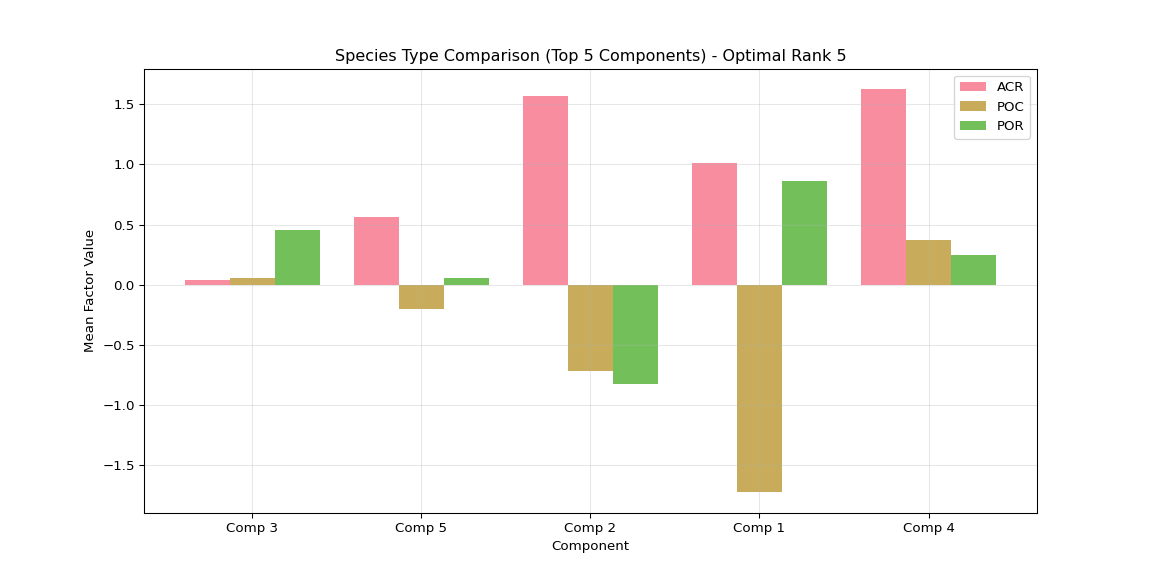 Species Type Comparison (Top 5 Components) - Optimal Rank 5
ACR
POC
POR
Mean Factor Value
1.5
1.0
0.5
0.0
−0.5
−1.0
−1.5
Comp 3
Comp 5
Comp 2
Comp 1
Comp 4
Component